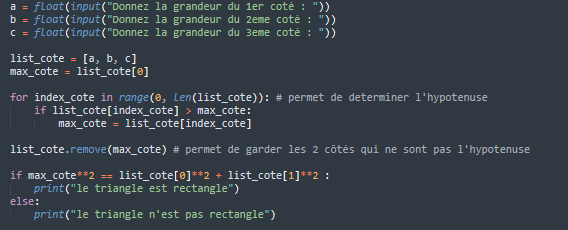 a = float(input("Donnez la grandeur du 1er coté : "))
b = float(input("Donnez la grandeur du 2eme coté : "))
c = float(input("Donnez la grandeur du 3eme coté : "))
list_cote = [a, b, c]
max_cote = list_cote[0]
for index_cote in range(0, len(list_cote)): # permet de determiner l'hypotenuse
    if list_cote[index_cote] > max_cote:
        max_cote = list_cote[index_cote]
list_cote.remove(max_cote) # permet de garder les 2 côtés qui ne sont pas l'hypotenuse
if max_cote**2 == list_cote[0]**2 + list_cote[1]**2 :
    print("le triangle est rectangle")
else:
    print("le triangle n'est pas rectangle")